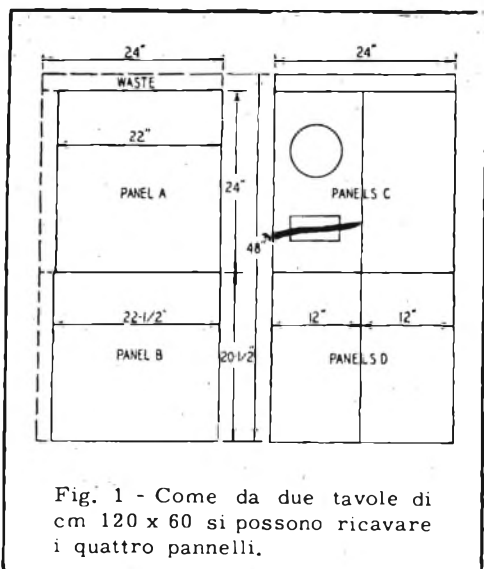 24"
24"
WASTE
22"
PANEL A
24"
PANELS C
48"
22-1/2"
12"
12"
PANEL B
20-1/2"
PANELS D
Fig. 1 - Come da due tavole di
cm 120 x 60 si possono ricavare
i quattro pannelli.